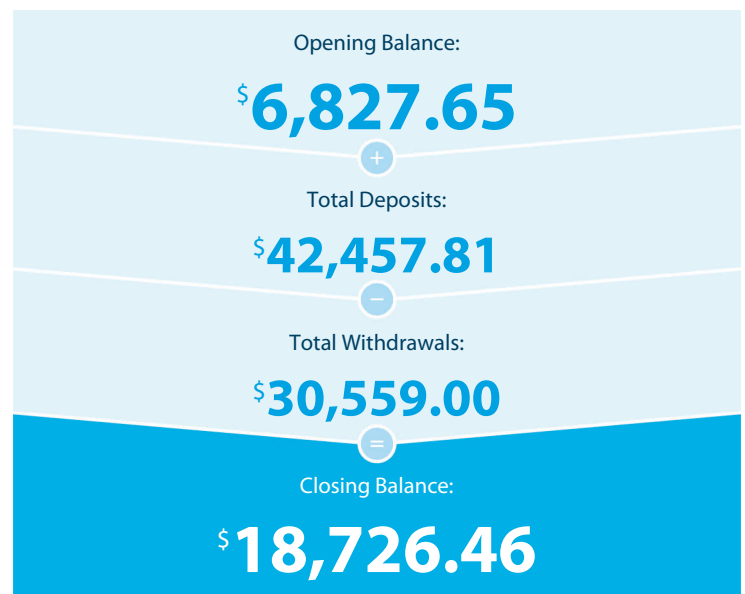 Opening Balance:
$6,827.65
+
Total Deposits:
$42,457.81
−
Total Withdrawals:
$30,559.00
=
Closing Balance:
$18,726.46